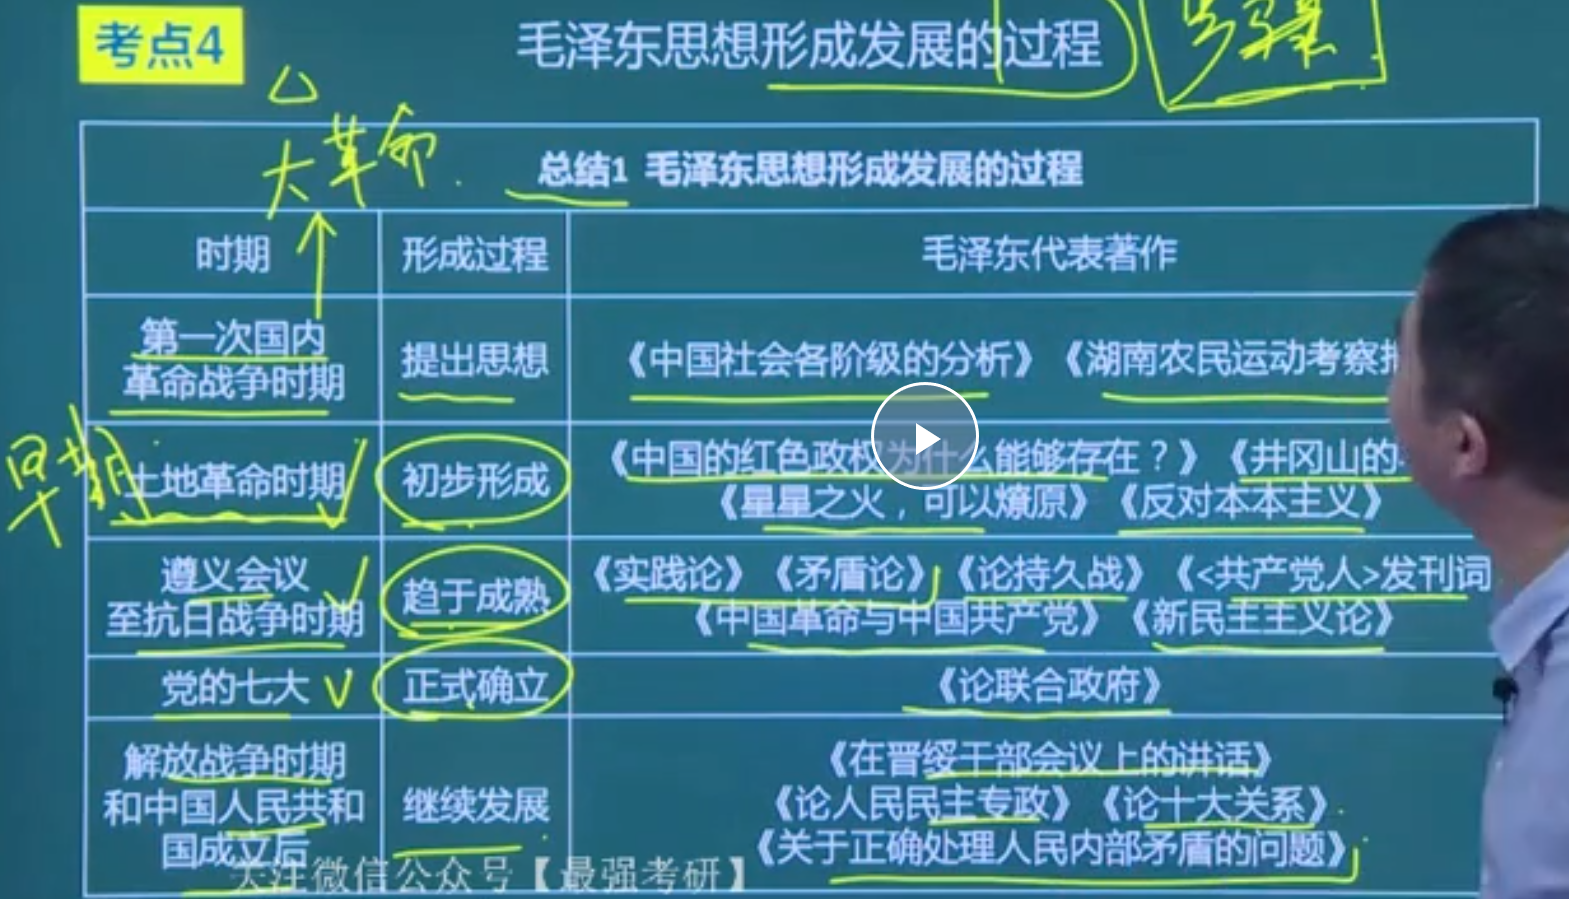 考点4
毛泽东思想形成发展的过程
大革命
总结1 毛泽东思想形成发展的过程
时期 形成过程 毛泽东代表著作
第一次国内
革命战争时期
提出思想
《中国社会各阶级的分析》《湖南农民运动考察
早期
土地革命时期
初步形成
《中国的红色政权为什么能够存在？》《井冈山的
《星星之火，可以燎原》《反对本本主义》
遵义会议
至抗日战争时期
趋于成熟
《实践论》《矛盾论》《论持久战》《<共产党人>发刊词
《中国革命与中国共产党》《新民主主义论》
党的七大
正式确立
《论联合政府》
解放战争时期
和中国人民共和
国成立后
继续发展
《在晋绥干部会议上的讲话》
《论人民民主专政》《论十大关系》
《关于正确处理人民内部矛盾的问题》
关注微信公众号【最强考研】